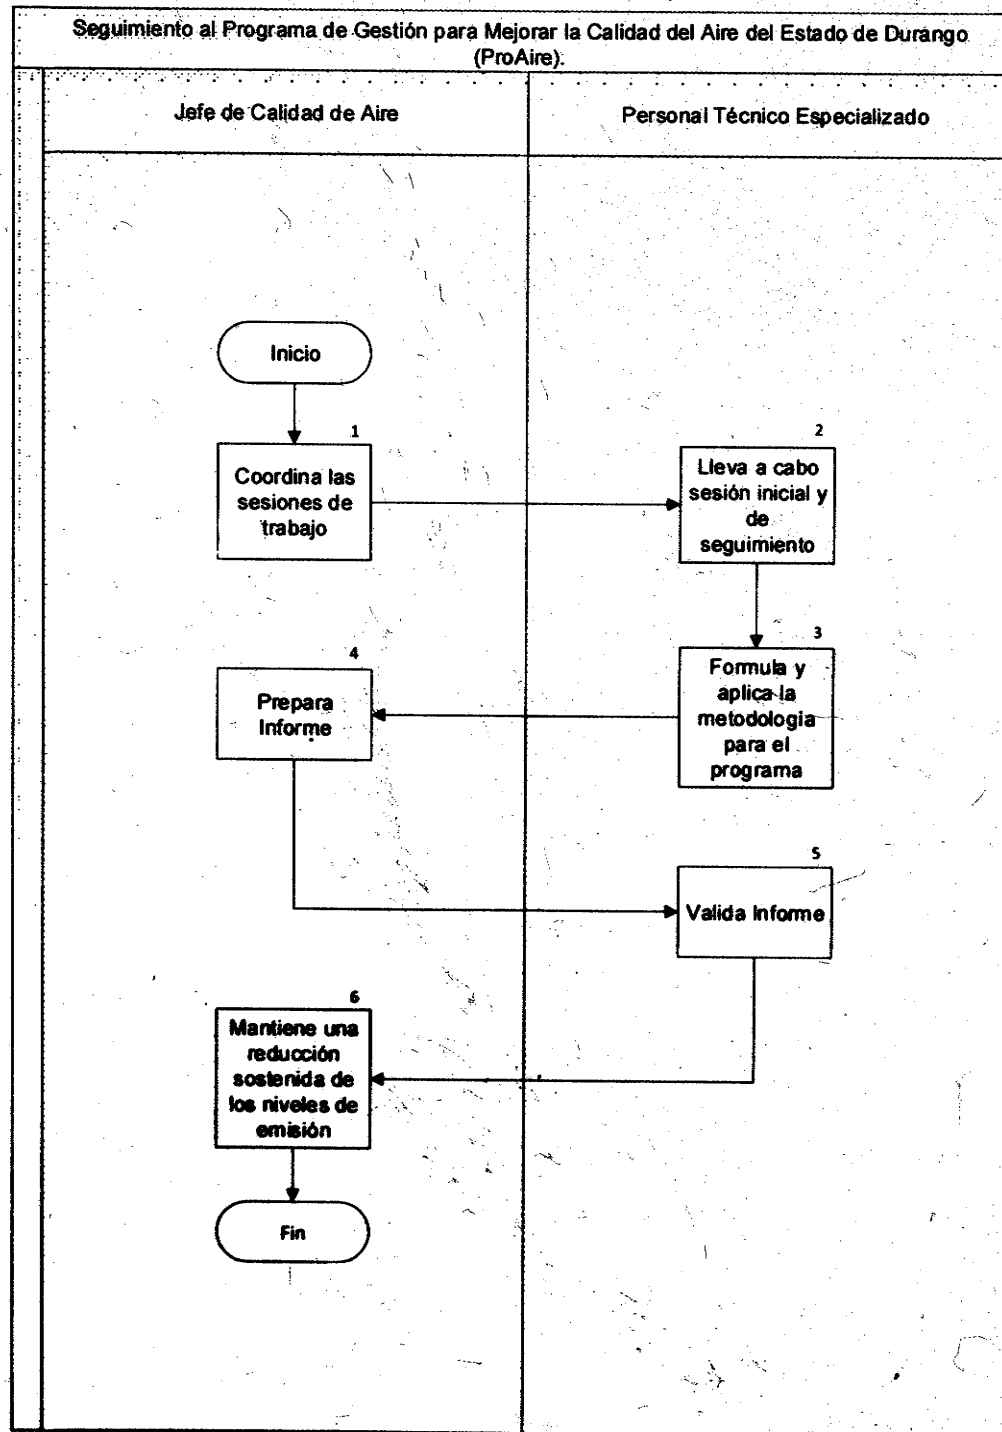 Seguimiento al Programa de Gestión para Mejorar la Calidad del Aire del Estado de Durango
(ProAire).
Jefe de Calidad de Aire
Personal Técnico Especializado
Inicio
1
Coordina las
sesiones de
trabajo
2
Lleva a cabo
sesión inicial y
de
seguimiento
3
Formula y
aplica la
metodologia
para el
programa
4
Prepara
Informe
5
Valida Informe
6
Mantiene una
reducción
sostenida de
los niveles de
emisión
Fin